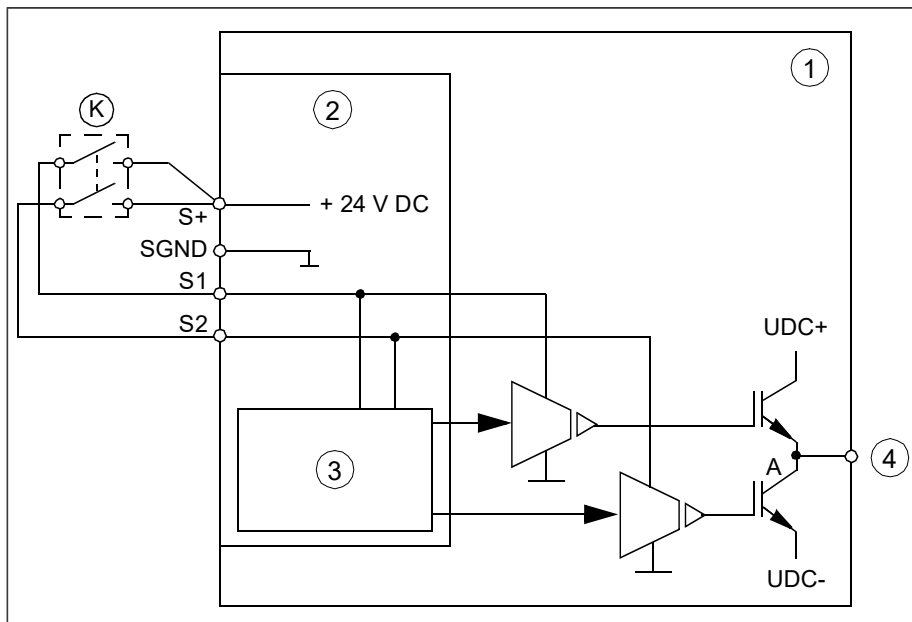 1
2
K
+ 24 V DC
S+
SGND
S1
S2
UDC+
3
A
4
UDC-